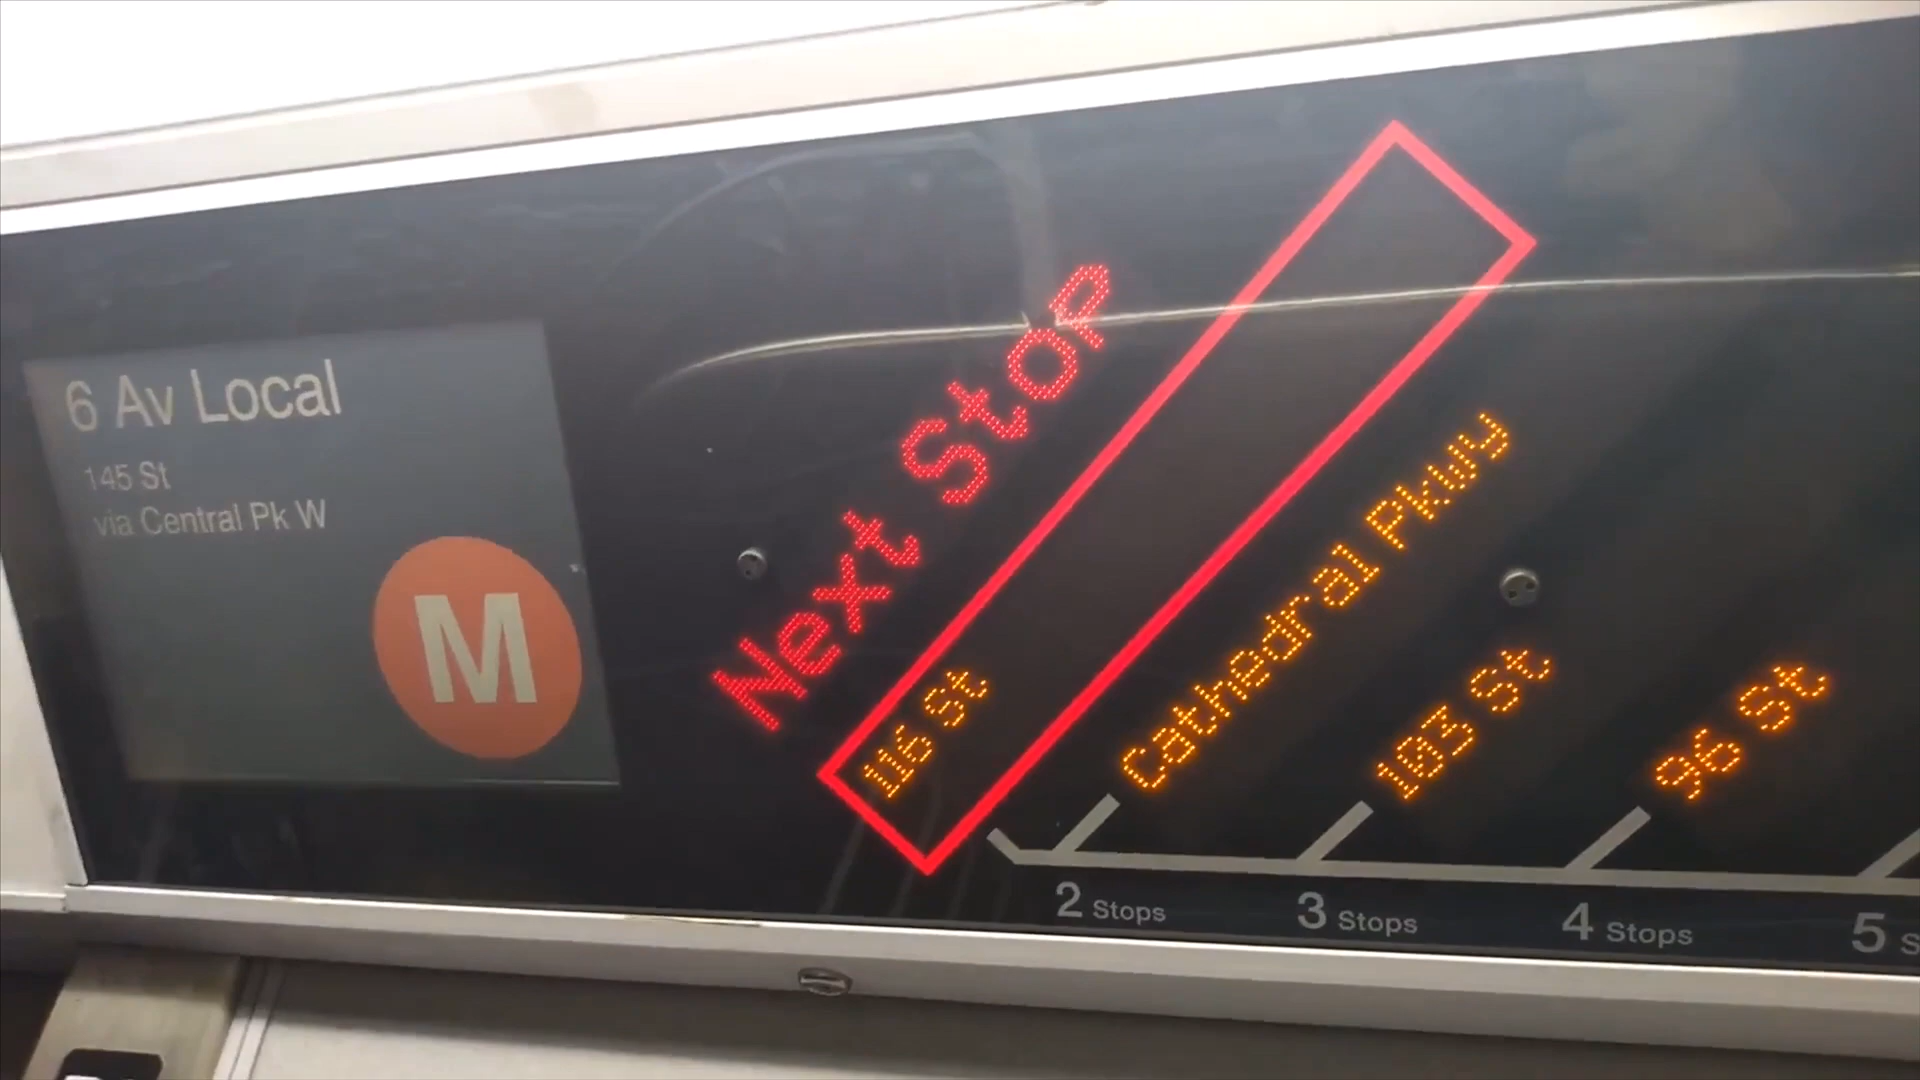 6 Av Local
145 St
via Central Pk W
M
Next Stop
116 St
Cathedral Pkwy
103 St
96 St
2 Stops
3 Stops
4 Stops
5